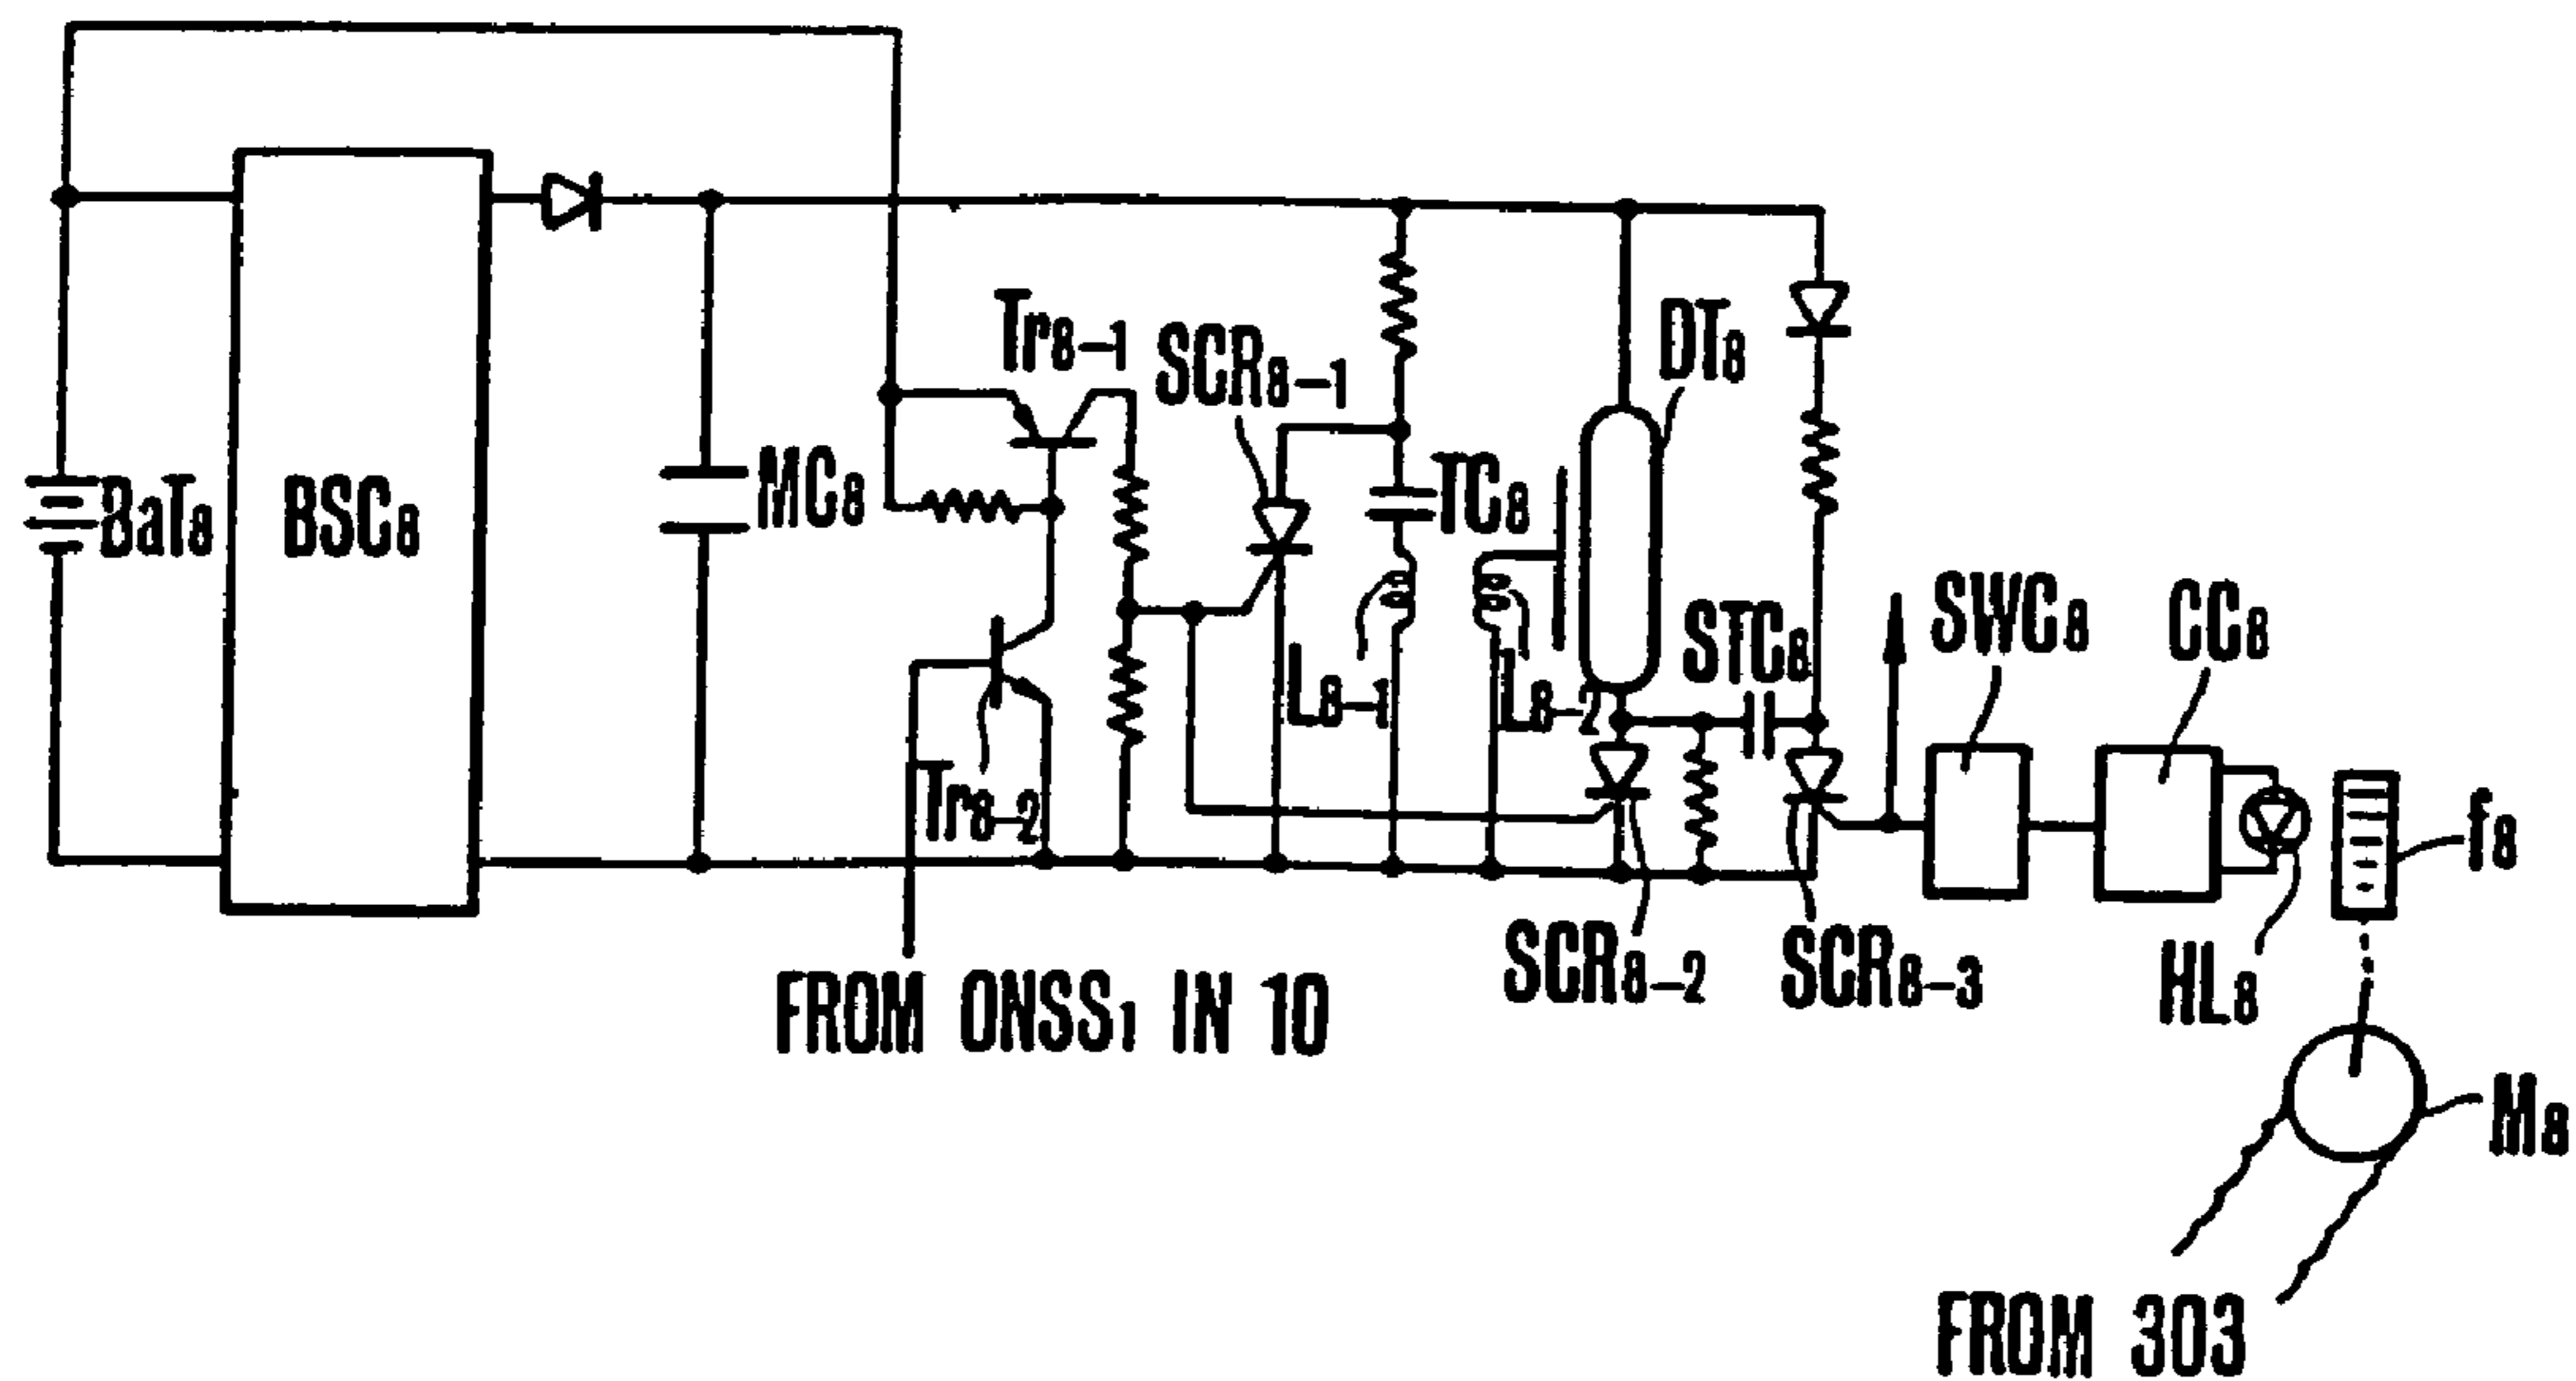 Tr8-1
SCR8-1
DT8
BaT8
BSC8
MC8
TC8
STC8
SWC8
CC8
L8-1
L8-2
Tr8-2
f8
SCR8-2
SCR8-3
HL8
FROM ONSS1 IN 10
M8
FROM 303